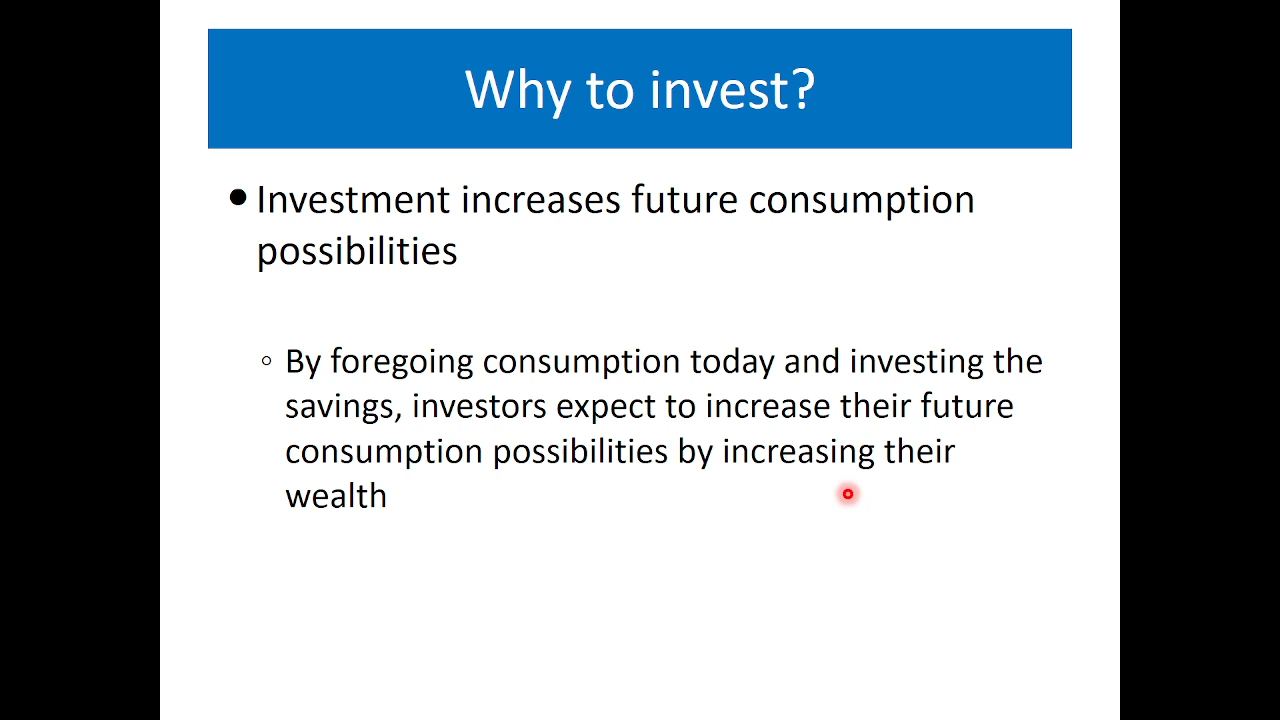 Why to invest?
• Investment increases future consumption
possibilities
◦ By foregoing consumption today and investing the
savings, investors expect to increase their future
consumption possibilities by increasing their
wealth